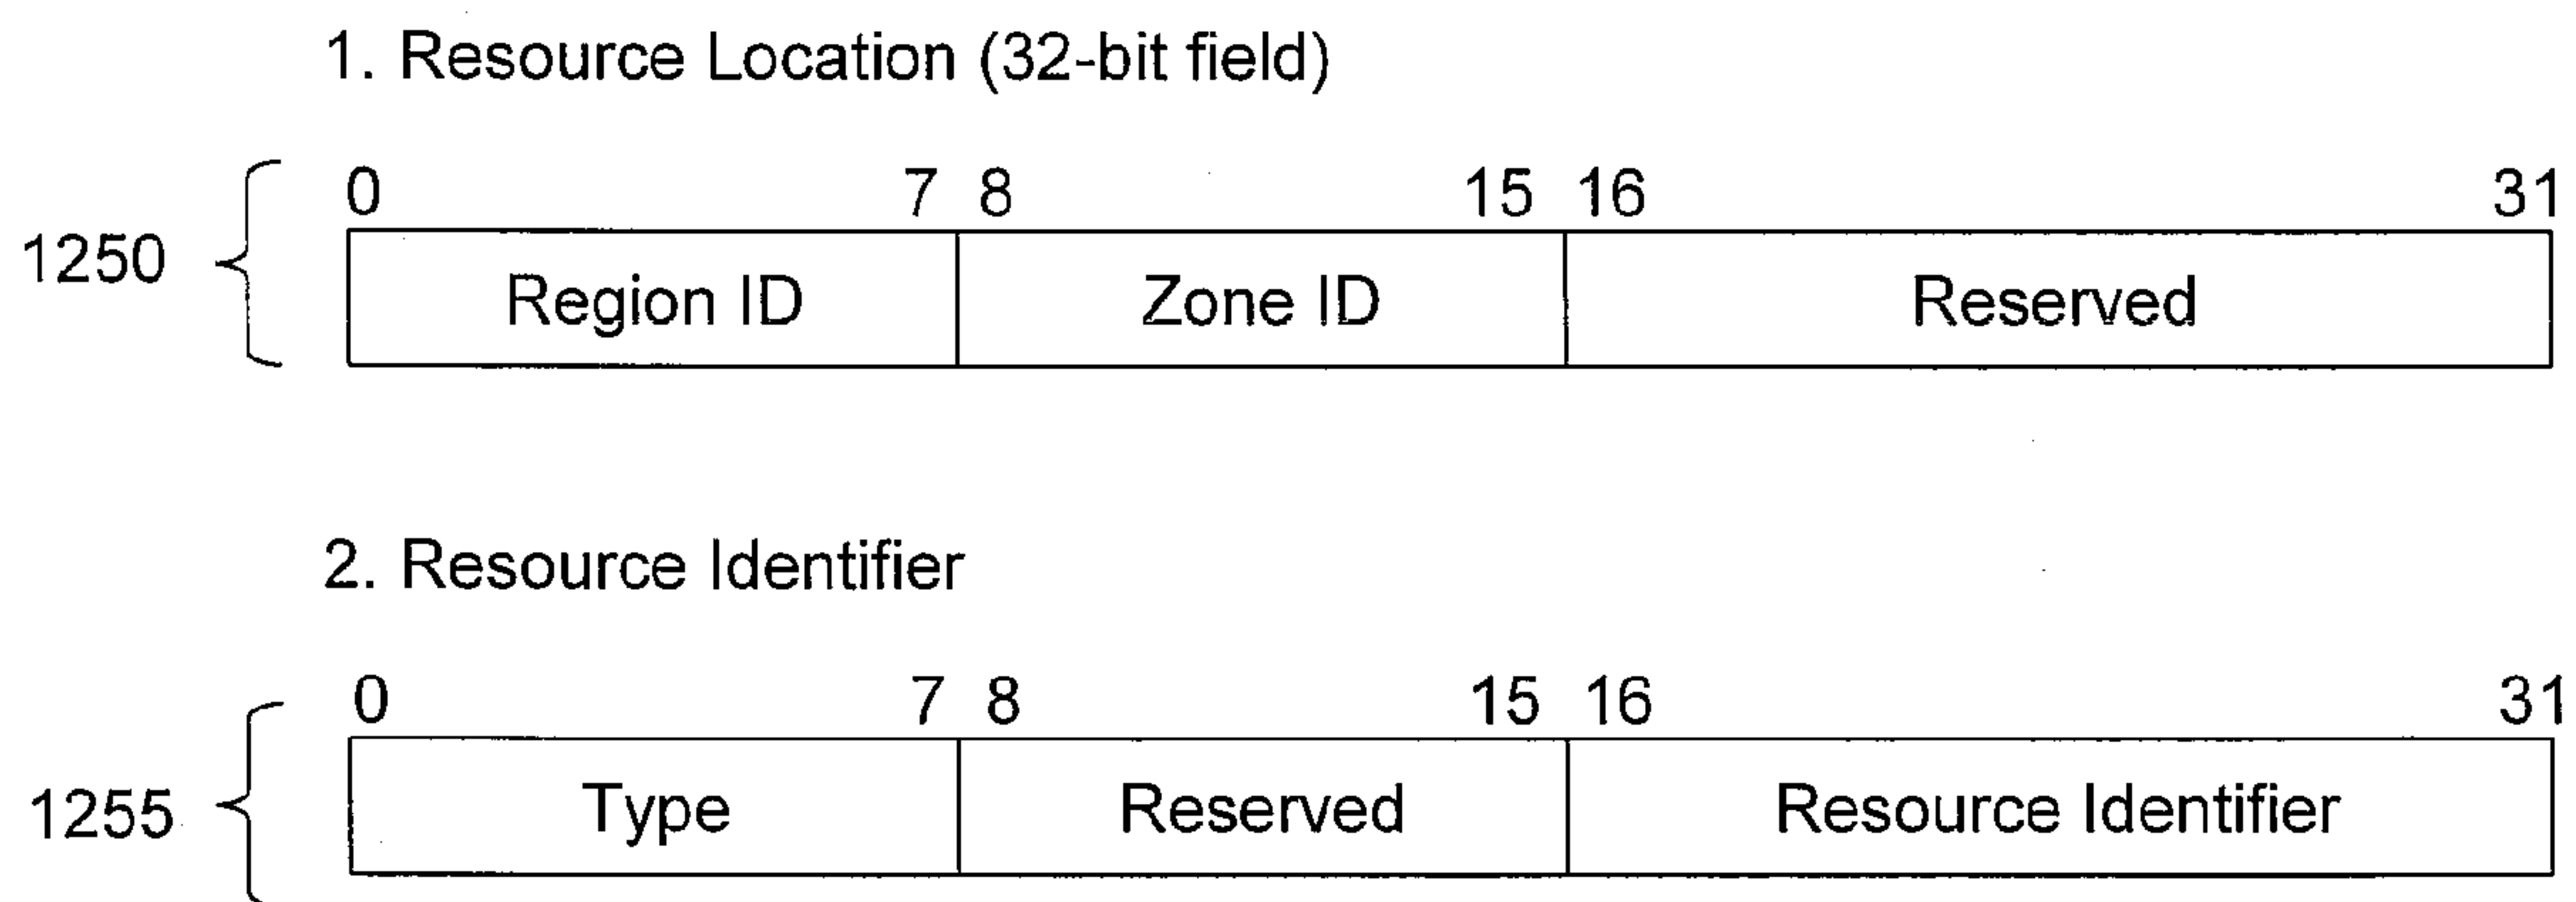 1. Resource Location (32-bit field)
0 7 8 15 16 31
1250
Region ID Zone ID Reserved
2. Resource Identifier
0 7 8 15 16 31
1255
Type Reserved Resource Identifier